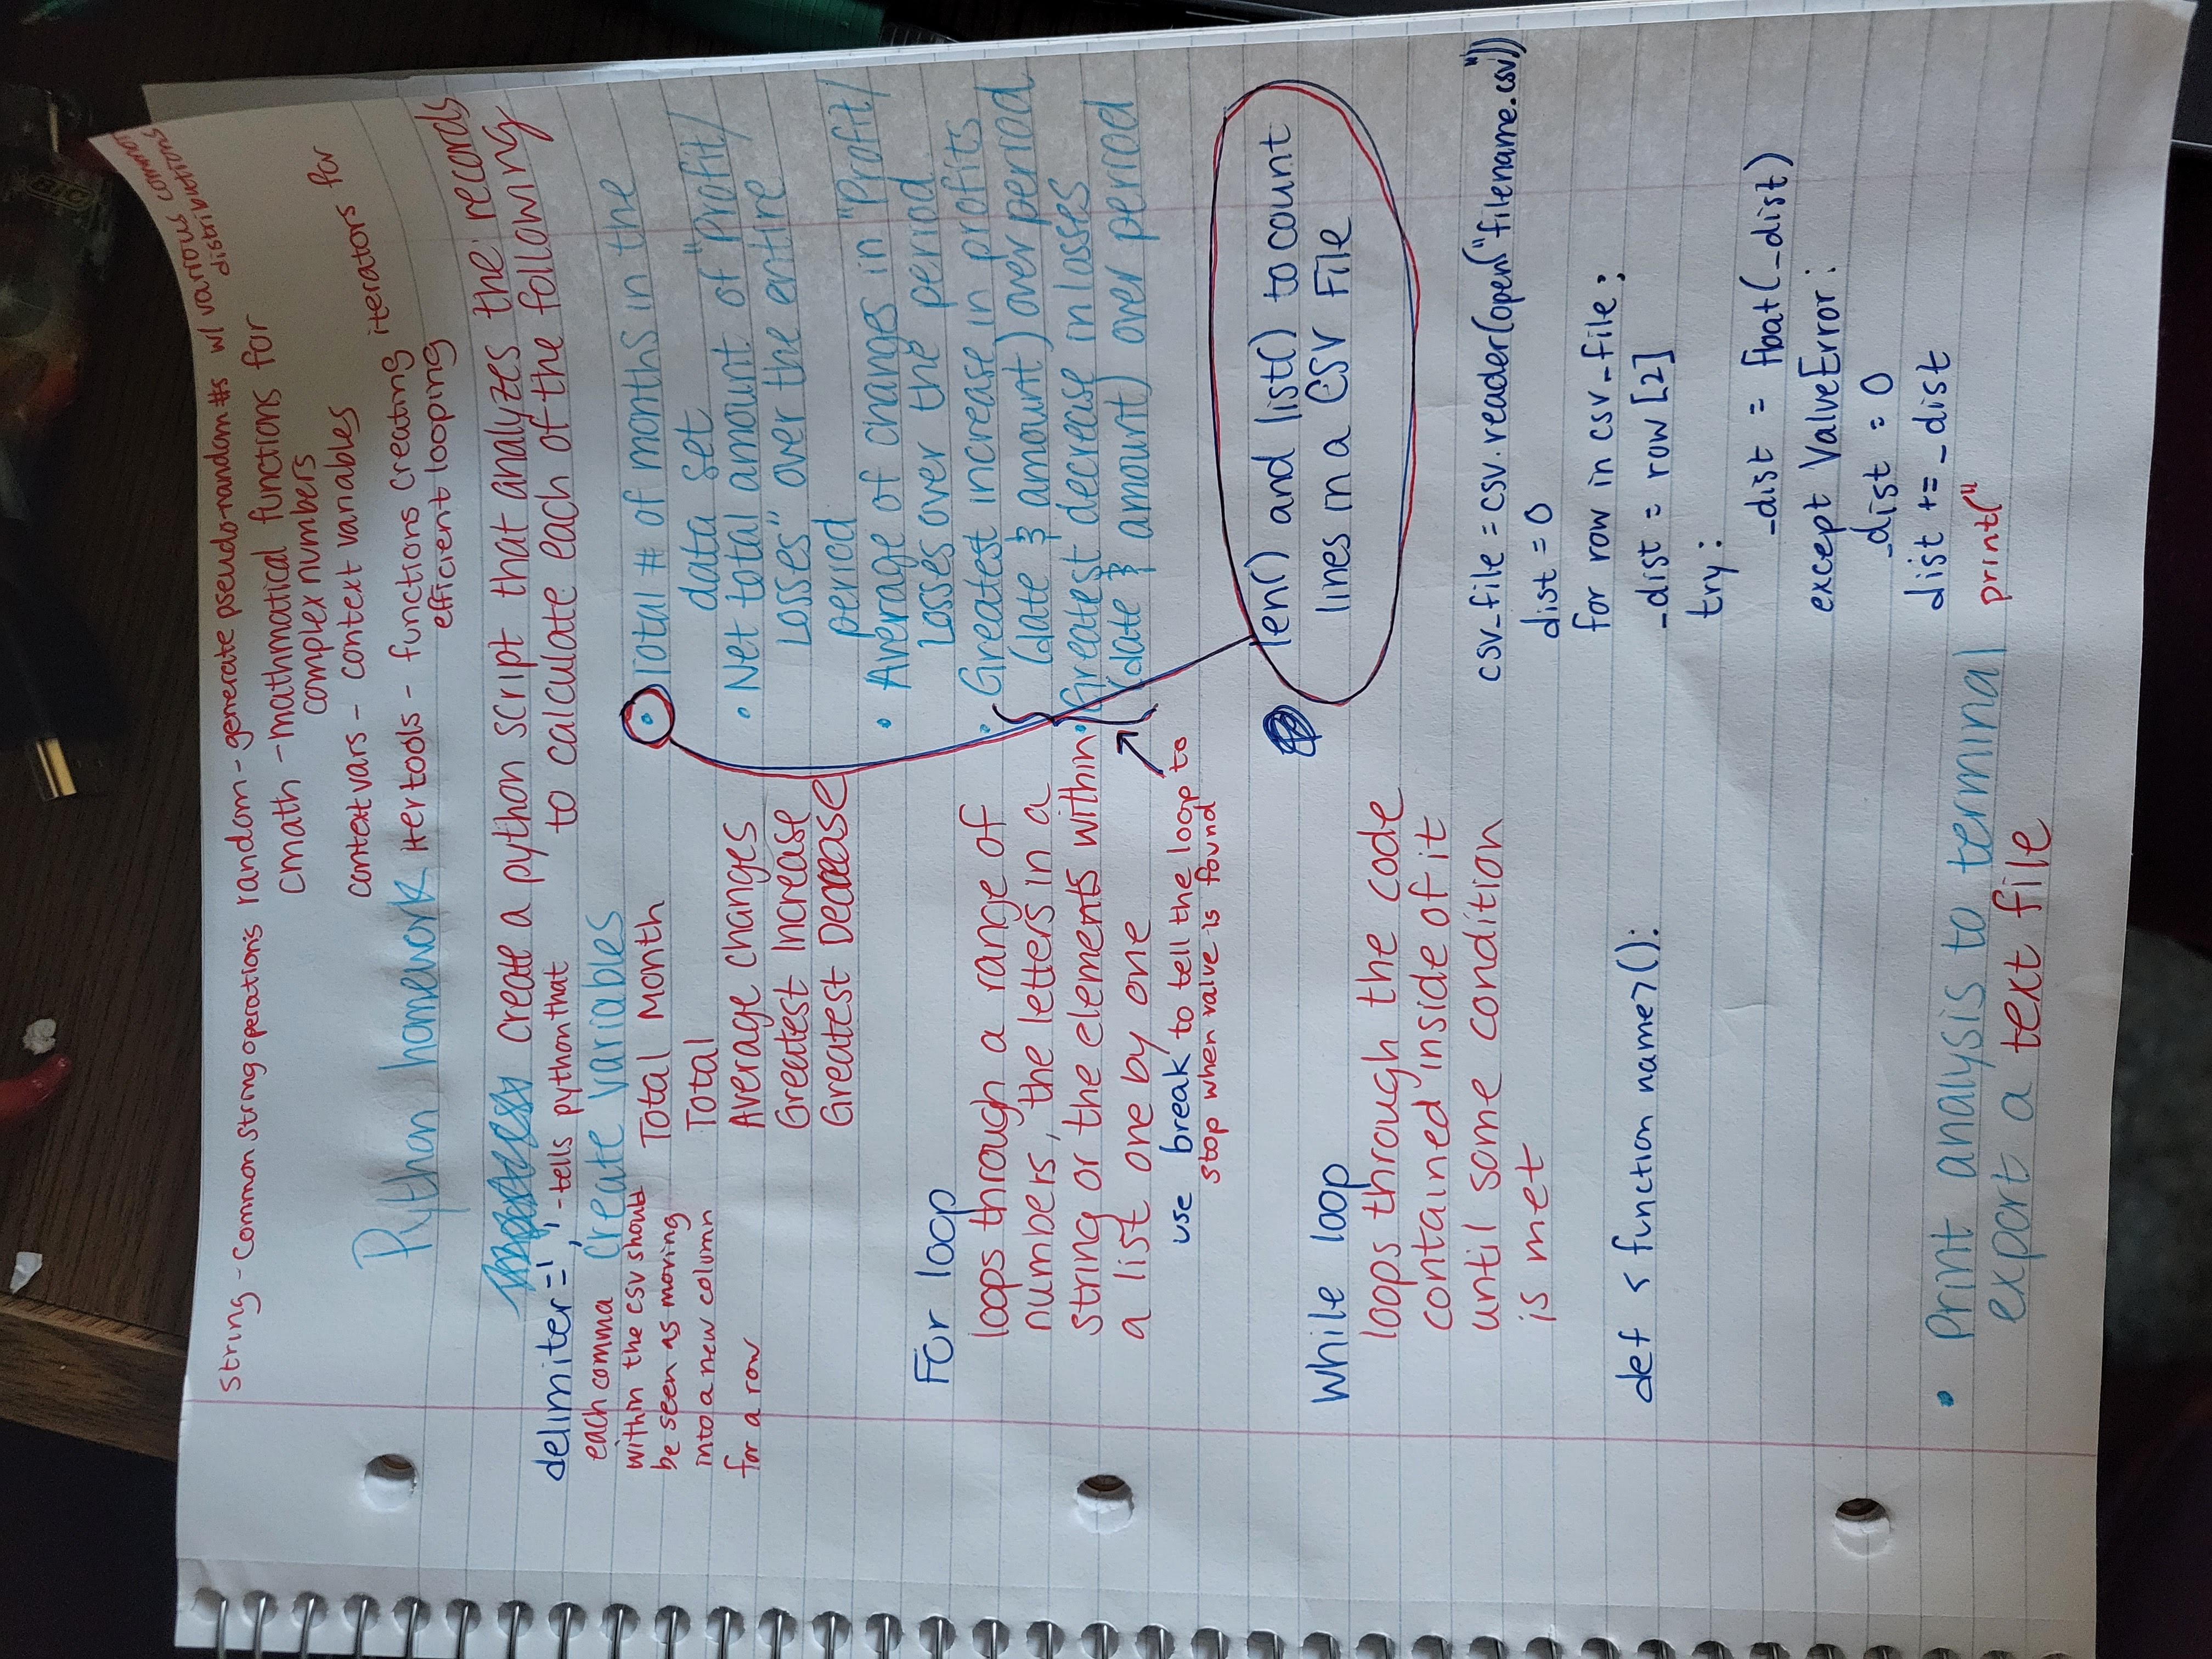 string - common string operations random - generate pseudo-random #s w/ various common
distributions
cmath - mathmatical functions for
complex numbers
contextvars - context variables
Python homework itertools - functions creating iterators for
efficient looping
create a python script that analyzes the records
to calculate each of the following
delimiter=',' - tells python that
each comma
within the csv should
be seen as moving
into a new column
for a row
create variables
Total Month
Total
Average Changes
Greatest Increase
Greatest Decrease
• Total # of months in the
data set
• Net total amount of "Profit/
Losses" over the entire
period
• Average of changes in "Profit/
Losses over the period
• Greatest increase in profits
(date & amount) over period
• Greatest decrease in losses
(date & amount) over period
For loop
loops through a range of
numbers, the letters in a
string or the elements within
a list one by one
use break to tell the loop to
stop when value is found
len() and list() to count
lines in a CSV File
While loop
loops through the code
contained inside of it
until some condition
is met
def <function name>():
csv_file = csv.reader(open("filename.csv"))
dist = 0
for row in csv_file:
_dist = row [2]
try:
_dist = float(_dist)
except ValueError:
_dist = 0
dist += _dist
print("
• Print analysis to terminal
export a text file